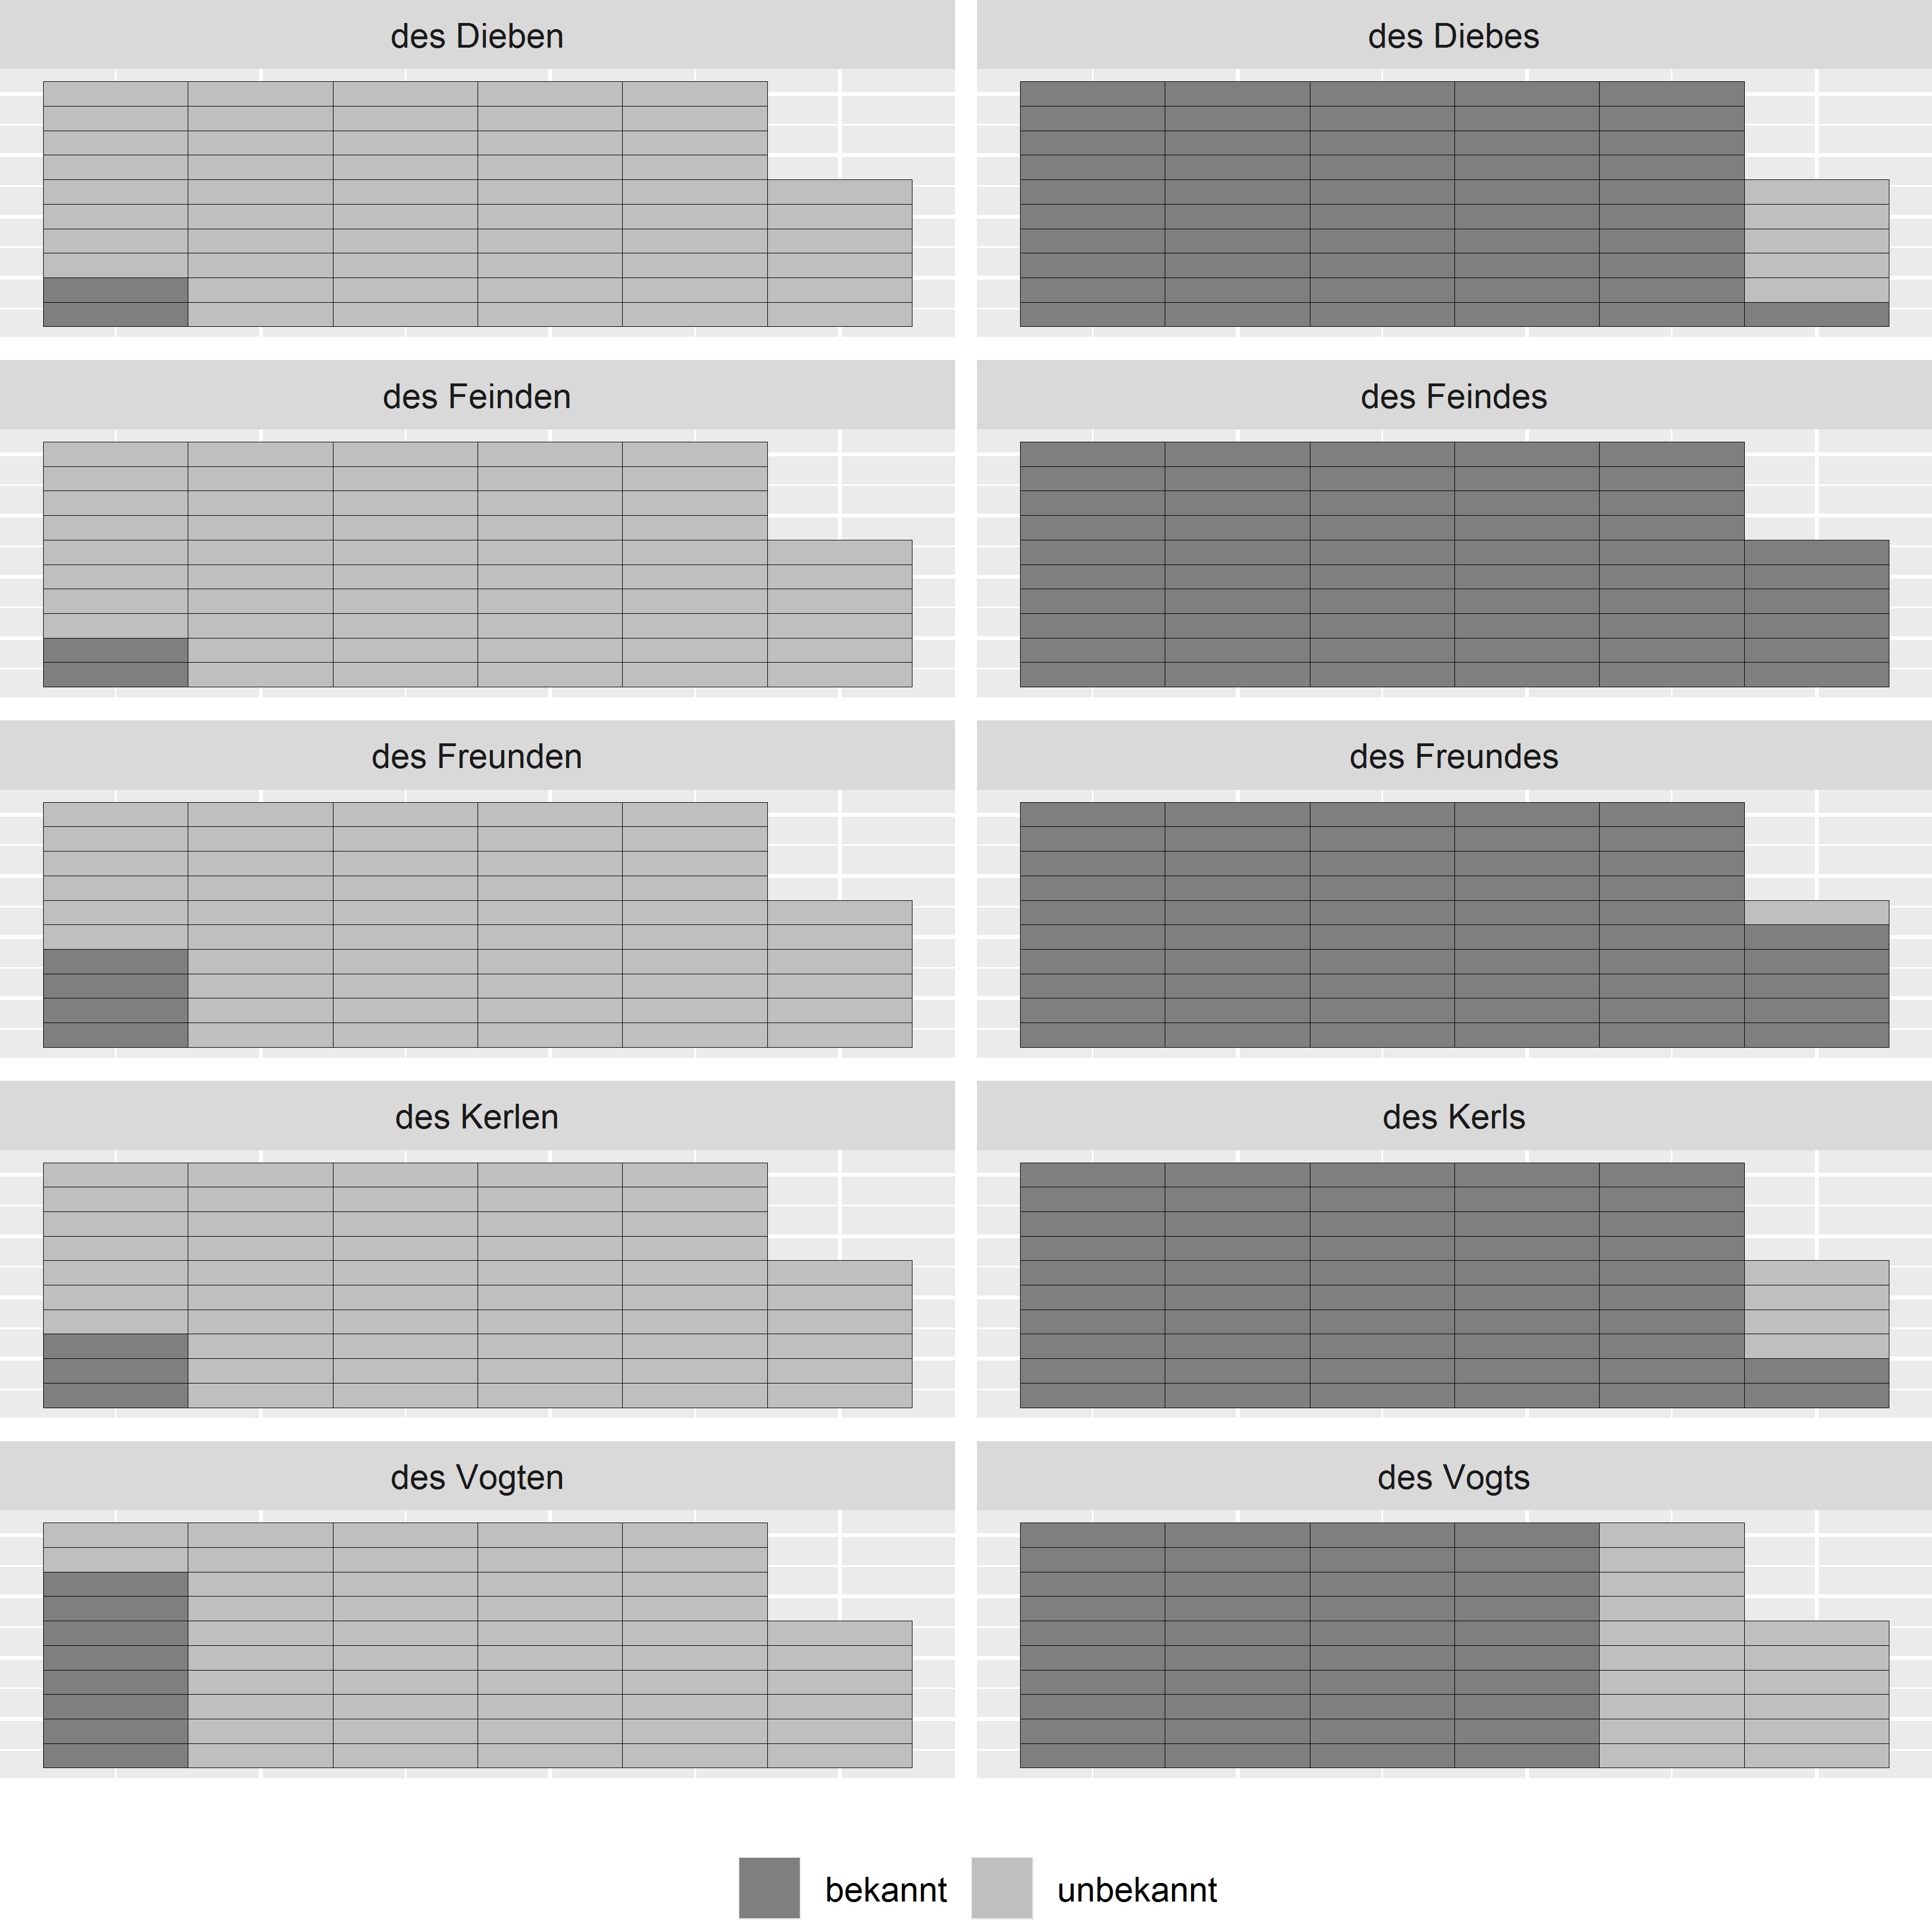 des Dieben
des Diebes
des Feinden
des Feindes
des Freunden
des Freundes
des Kerlen
des Kerls
des Vogten
des Vogts
bekannt unbekannt